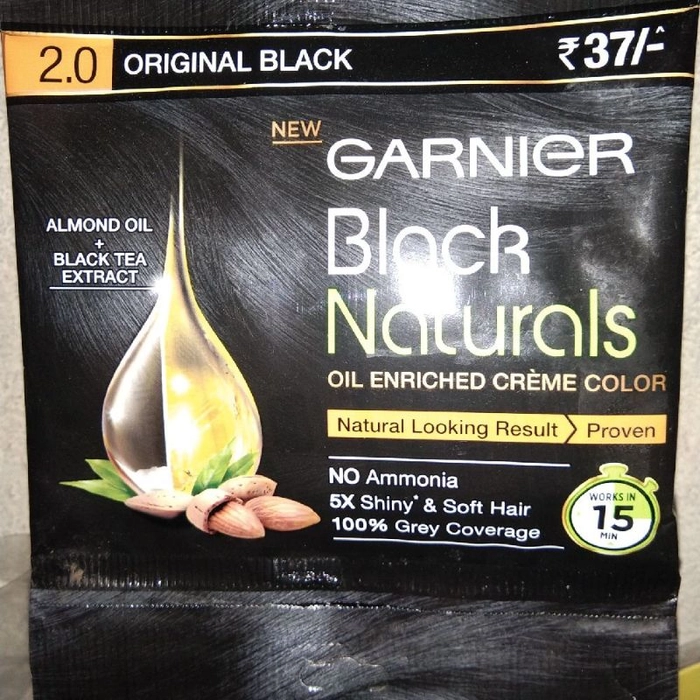 2.0 ORIGINAL BLACK ₹37/-^
NEW
GARNIER
ALMOND OIL
+
BLACK TEA
EXTRACT
Black
Naturals
OIL ENRICHED CRÈME COLOR
Natural Looking Result Proven
NO Ammonia
5X Shiny* & Soft Hair
100% Grey Coverage
WORKS IN
15
MIN